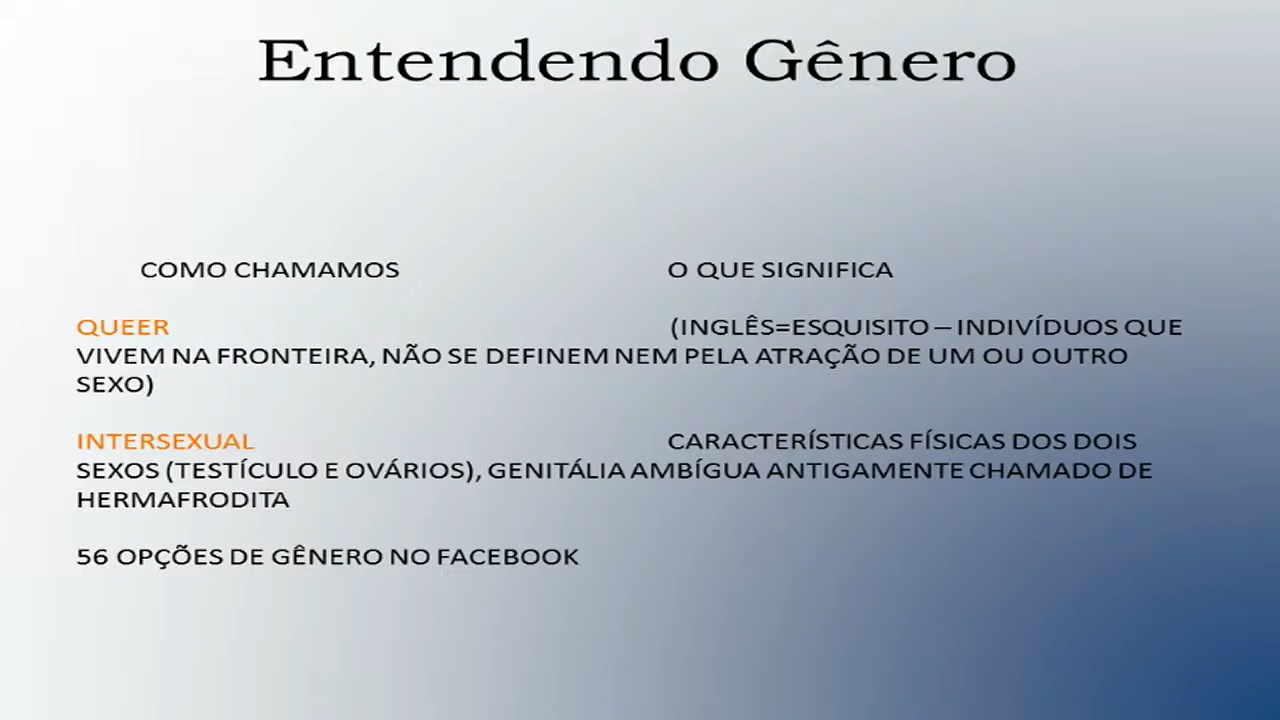 Entendendo Gênero
COMO CHAMAMOS O QUE SIGNIFICA
QUEER (INGLÊS=ESQUISITO – INDIVÍDUOS QUE
VIVEM NA FRONTEIRA, NÃO SE DEFINEM NEM PELA ATRAÇÃO DE UM OU OUTRO
SEXO)
INTERSEXUAL CARACTERÍSTICAS FÍSICAS DOS DOIS
SEXOS (TESTÍCULO E OVÁRIOS), GENITÁLIA AMBÍGUA ANTIGAMENTE CHAMADO DE
HERMAFRODITA
56 OPÇÕES DE GÊNERO NO FACEBOOK